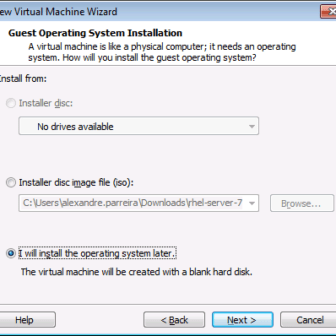 ew Virtual Machine Wizard
Guest Operating System Installation
A virtual machine is like a physical computer; it needs an operating
system. How will you install the guest operating system?
nstall from:
Installer disc:
No drives available
Installer disc image file (iso):
C:\Users\alexandre.parreira\Downloads\rhel-server-7
Browse...
I will install the operating system later.
The virtual machine will be created with a blank hard disk.
Help
< Back
Next >
Cancel